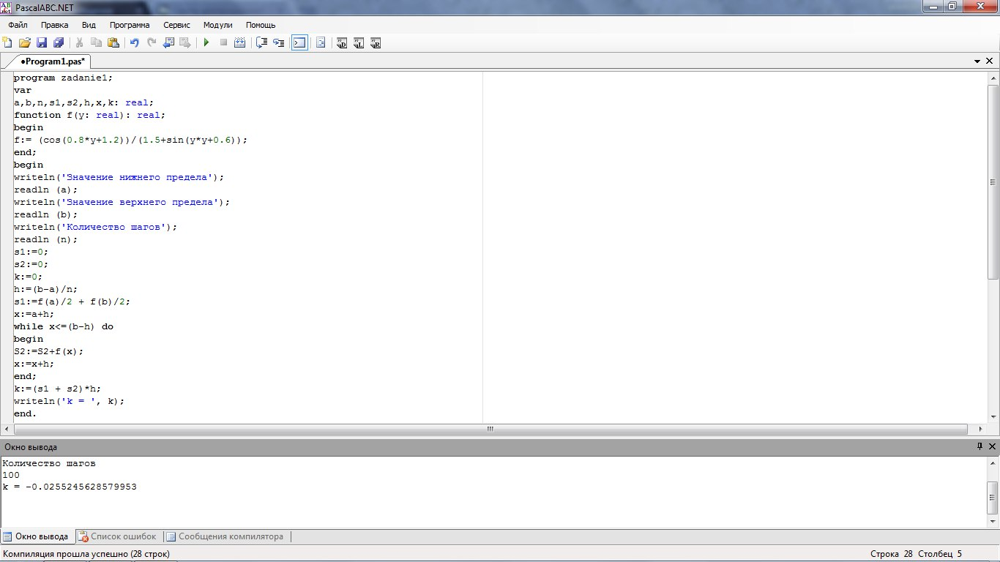 PascalABC.NET
Файл Правка Вид Программа Сервис Модули Помощь
●Program1.pas*
program zadanie1;
var
a,b,n,s1,s2,h,x,k: real;
function f(y: real): real;
begin
f:= (cos(0.8*y+1.2))/(1.5+sin(y*y+0.6));
end;
begin
writeln('Значение нижнего предела');
readln (a);
writeln('Значение верхнего предела');
readln (b);
writeln('Количество шагов');
readln (n);
s1:=0;
s2:=0;
k:=0;
h:=(b-a)/n;
s1:=f(a)/2 + f(b)/2;
x:=a+h;
while x<=(b-h) do
begin
S2:=S2+f(x);
x:=x+h;
end;
k:=(s1 + s2)*h;
writeln('k = ', k);
end.
Окно вывода
Количество шагов
100
k = -0.0255245628579953
Окно вывода Список ошибок Сообщения компилятора
Компиляция прошла успешно (28 строк) Строка 28 Столбец 5